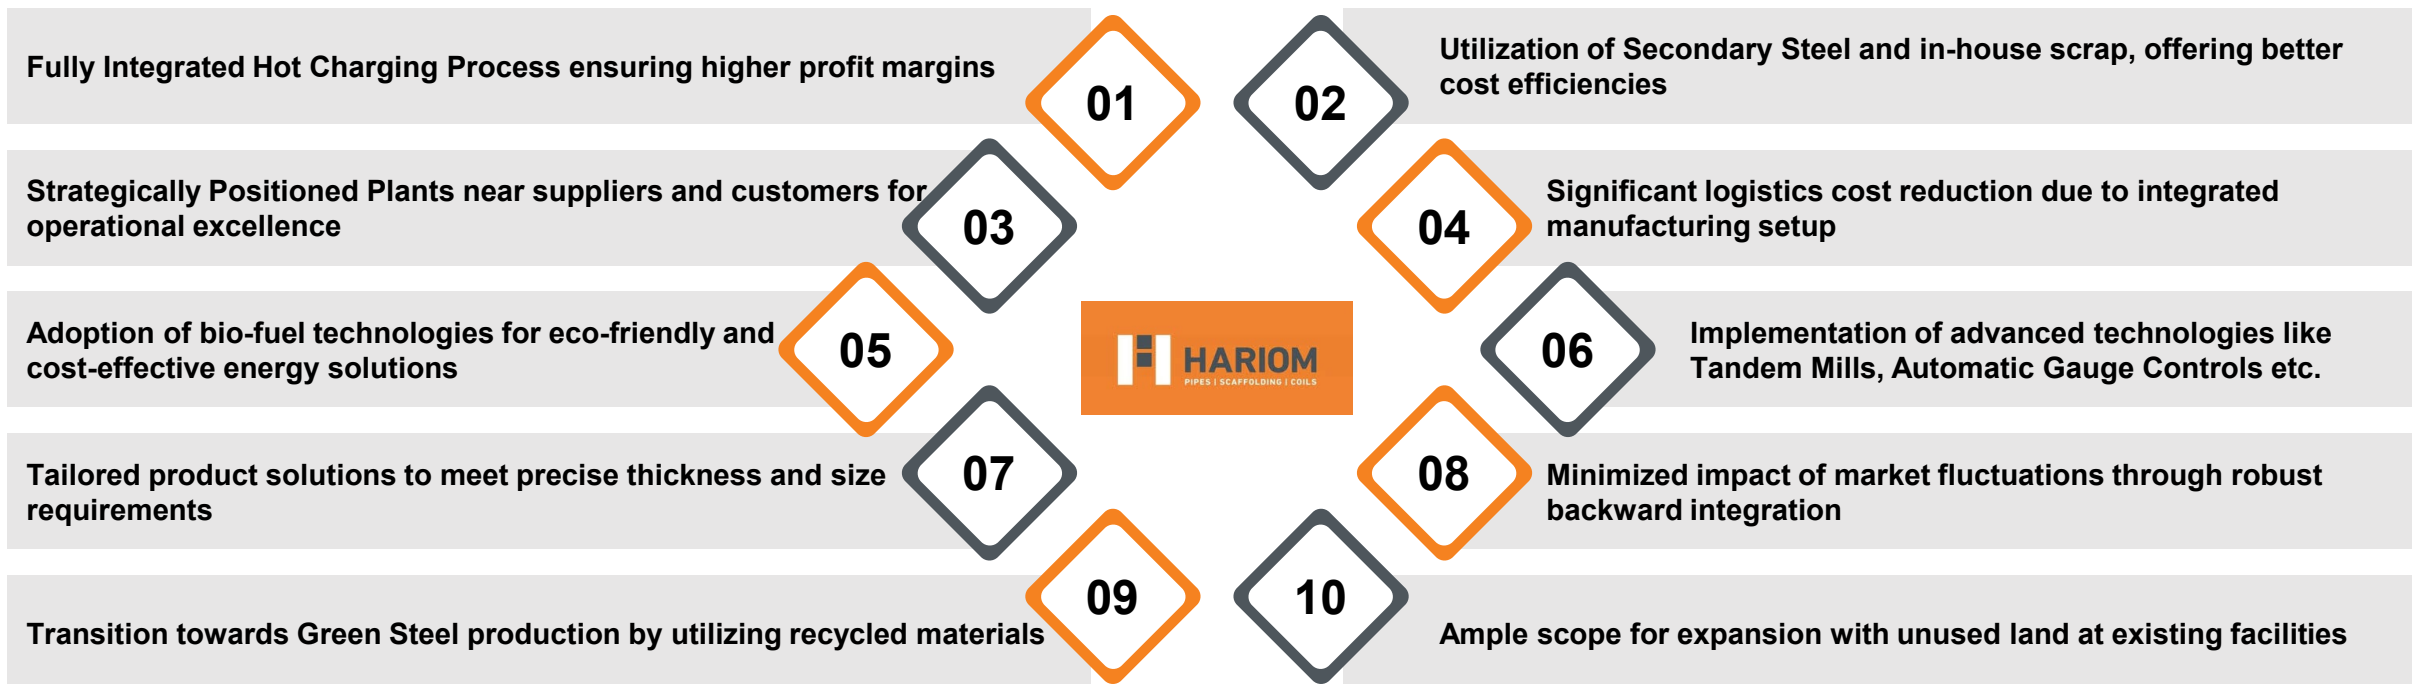 Fully Integrated Hot Charging Process ensuring higher profit margins
01
02
Utilization of Secondary Steel and in-house scrap, offering better
cost efficiencies
Strategically Positioned Plants near suppliers and customers for
operational excellence
03
04
Significant logistics cost reduction due to integrated
manufacturing setup
Adoption of bio-fuel technologies for eco-friendly and
cost-effective energy solutions
05
HARIOM
PIPES | SCAFFOLDING | COILS
06
Implementation of advanced technologies like
Tandem Mills, Automatic Gauge Controls etc.
Tailored product solutions to meet precise thickness and size
requirements
07
08
Minimized impact of market fluctuations through robust
backward integration
Transition towards Green Steel production by utilizing recycled materials
09
10
Ample scope for expansion with unused land at existing facilities